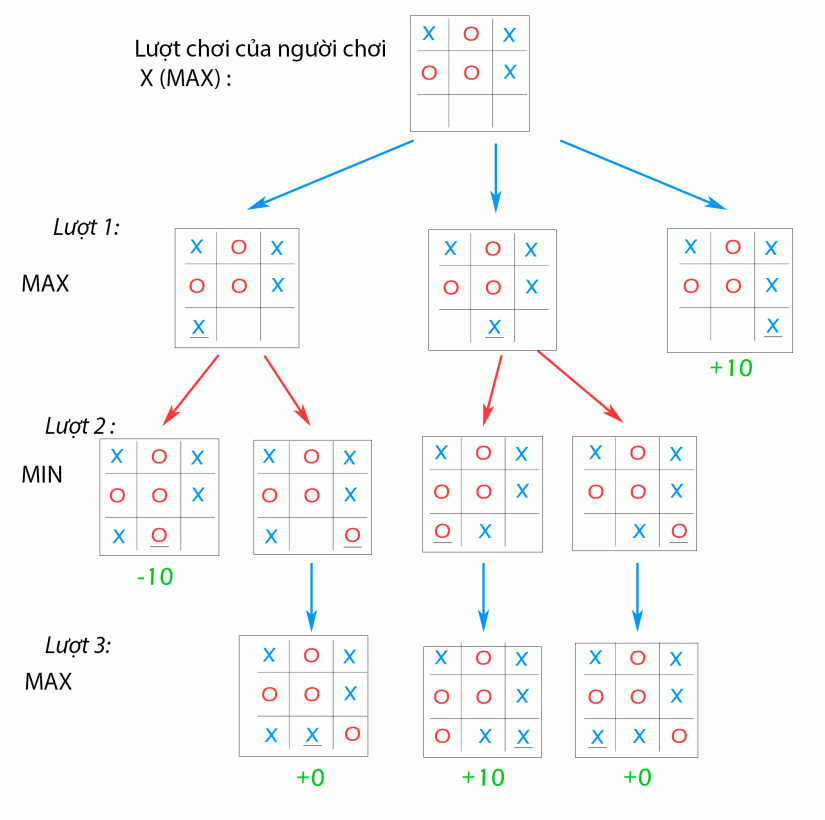 Lượt chơi của người chơi
X (MAX) :
X O X
O O X
Lượt 1:
MAX
X O X
O O X
X
X O X
O O X
X
X O X
O O X
X
+10
Lượt 2 :
MIN
X O X
O O X
X O
-10
X O X
O O X
X O
X O X
O O X
O X
X O X
O O X
X O
Lượt 3:
MAX
X O X
O O X
X X O
+0
X O X
O O X
O X X
+10
X O X
O O X
X X O
+0